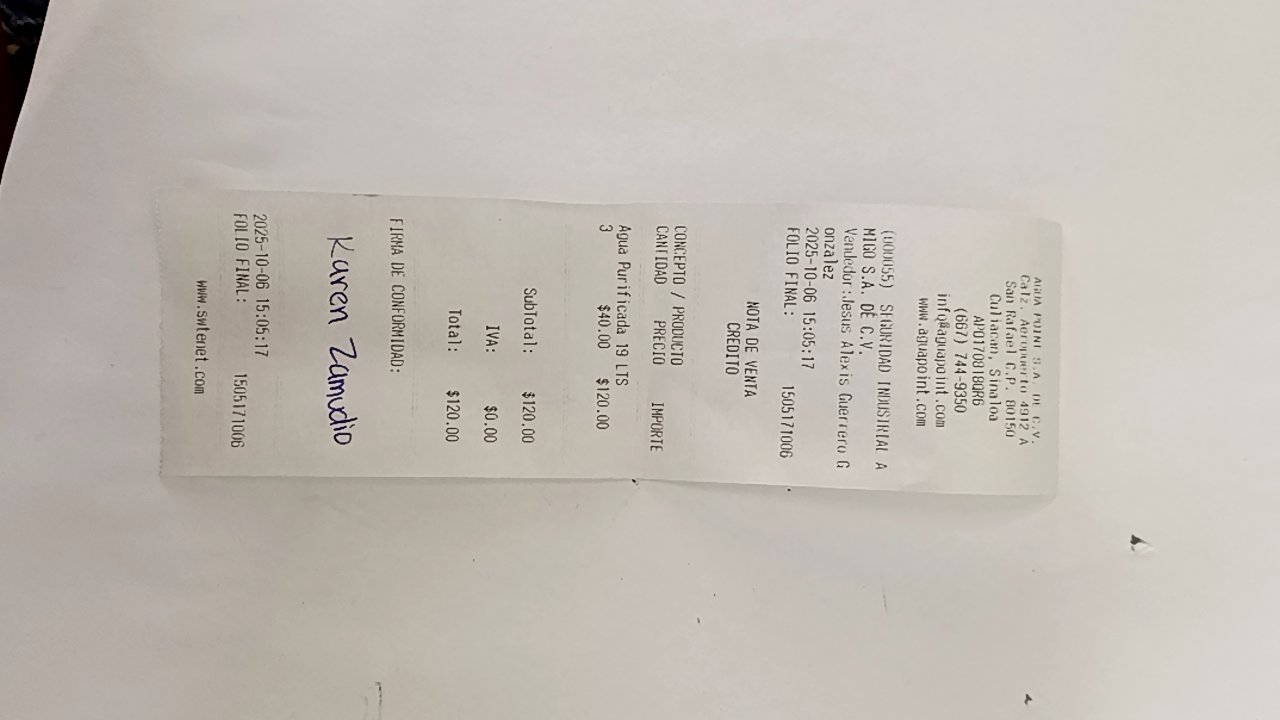 AGUA POINT S.A. DE C.V.
Calz. Aeropuerto 4912 A
San Rafael C.P. 80150
Culiacan, Sinaloa
APO170818QR6
(667) 744-9350
info@aguapoint.com
www.aguapoint.com
(000055) SEGURIDAD INDUSTRIAL A
MIGO S.A. DE C.V.
Vendedor:Jesus Alexis Guerrero G
onzalez
2025-10-06 15:05:17
FOLIO FINAL: 1505171006
NOTA DE VENTA
CREDITO
CONCEPTO / PRODUCTO
CANTIDAD PRECIO IMPORTE
Agua Purificada 19 LTS
3 $40.00 $120.00
SubTotal: $120.00
IVA: $0.00
Total: $120.00
FIRMA DE CONFORMIDAD:
Karen Zamudio
2025-10-06 15:05:17
FOLIO FINAL: 1505171006
www.swtenet.com